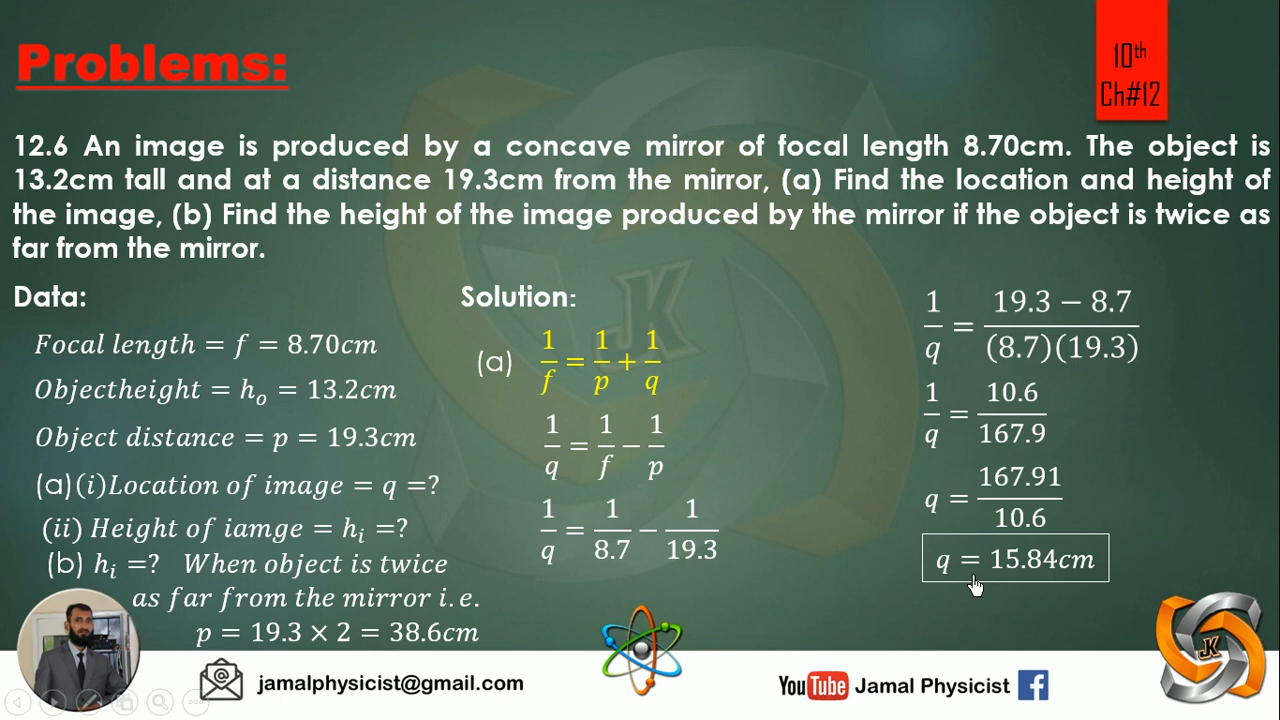 Problems:
10th
Ch#12
12.6 An image is produced by a concave mirror of focal length 8.70cm. The object is
13.2cm tall and at a distance 19.3cm from the mirror, (a) Find the location and height of
the image, (b) Find the height of the image produced by the mirror if the object is twice as
far from the mirror.
Data:
Focal length = f = 8.70cm
Objectheight = hₒ = 13.2cm
Object distance = p = 19.3cm
(a)(i)Location of image = q =?
(ii) Height of iamge = hᵢ =?
(b) hᵢ =? When object is twice
as far from the mirror i.e.
p = 19.3 × 2 = 38.6cm
Solution:
(a) 1/f = 1/p + 1/q
1/q = 1/f − 1/p
1/q = 1/8.7 − 1/19.3
1/q = 19.3 − 8.7/(8.7)(19.3)
1/q = 10.6/167.9
q = 167.91/10.6
q = 15.84cm
JK
JK
jamalphysicist@gmail.com
YouTube Jamal Physicist f